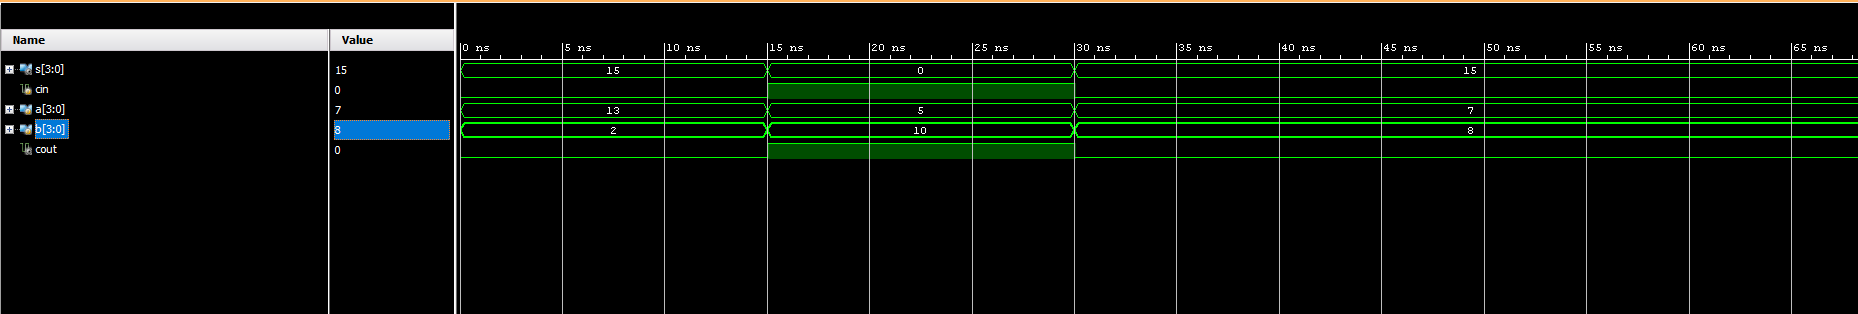 Name Value
0 ns 5 ns 10 ns 15 ns 20 ns 25 ns 30 ns 35 ns 40 ns 45 ns 50 ns 55 ns 60 ns 65 ns
s[3:0] 15 15 0 15
cin 0
a[3:0] 7 13 5 7
b[3:0] 8 2 10 8
cout 0